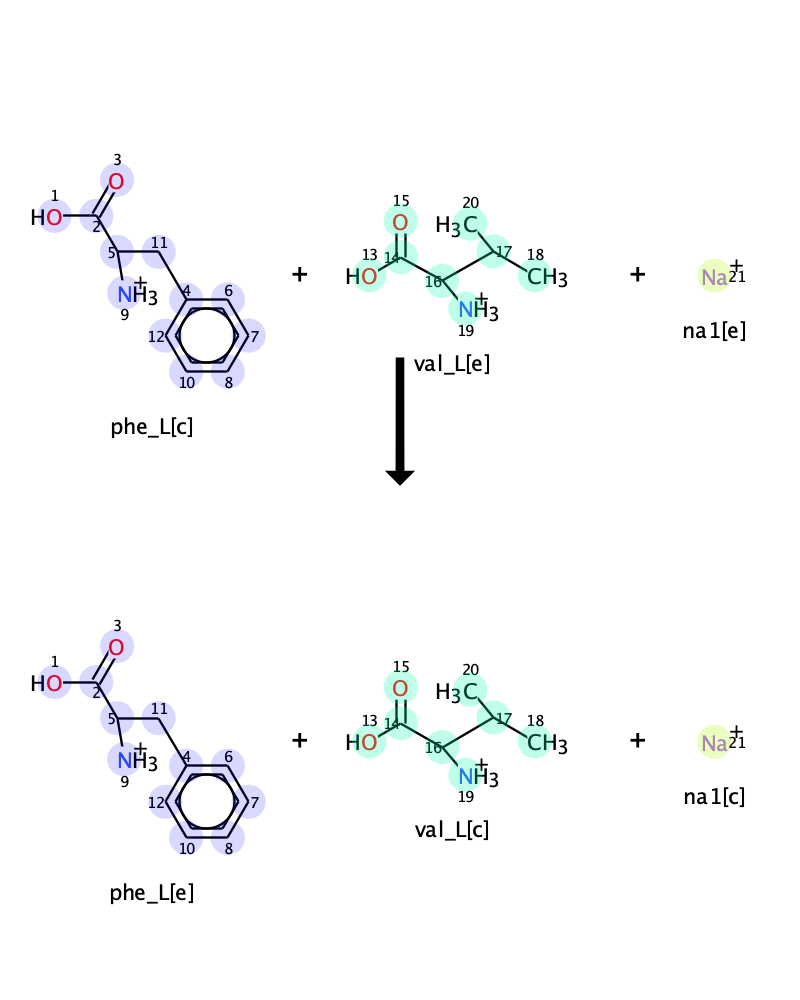 3
1
HO
O
2
5
11
NH3
+
9
4
6
12
7
10
8
phe_L[c]
+
15
O
20
H3C
13
14
17
18
HO
16
CH3
NH3
+
19
val_L[e]
+
Na
+
21
na1[e]
3
1
HO
O
2
5
11
NH3
+
9
4
6
12
7
10
8
phe_L[e]
+
15
O
20
H3C
13
14
17
18
HO
16
CH3
NH3
+
19
val_L[c]
+
Na
+
21
na1[c]